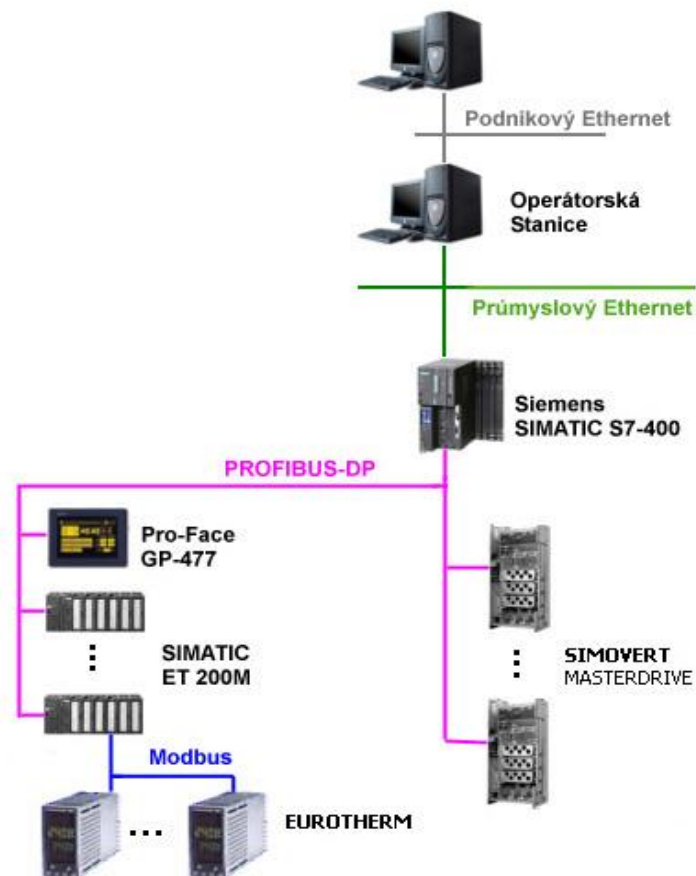 Podnikový Ethernet
Operátorská
Stanice
Průmyslový Ethernet
Siemens
SIMATIC S7-400
PROFIBUS-DP
Pro-Face
GP-477
SIMATIC
ET 200M
SIMOVERT
MASTERDRIVE
Modbus
EUROTHERM